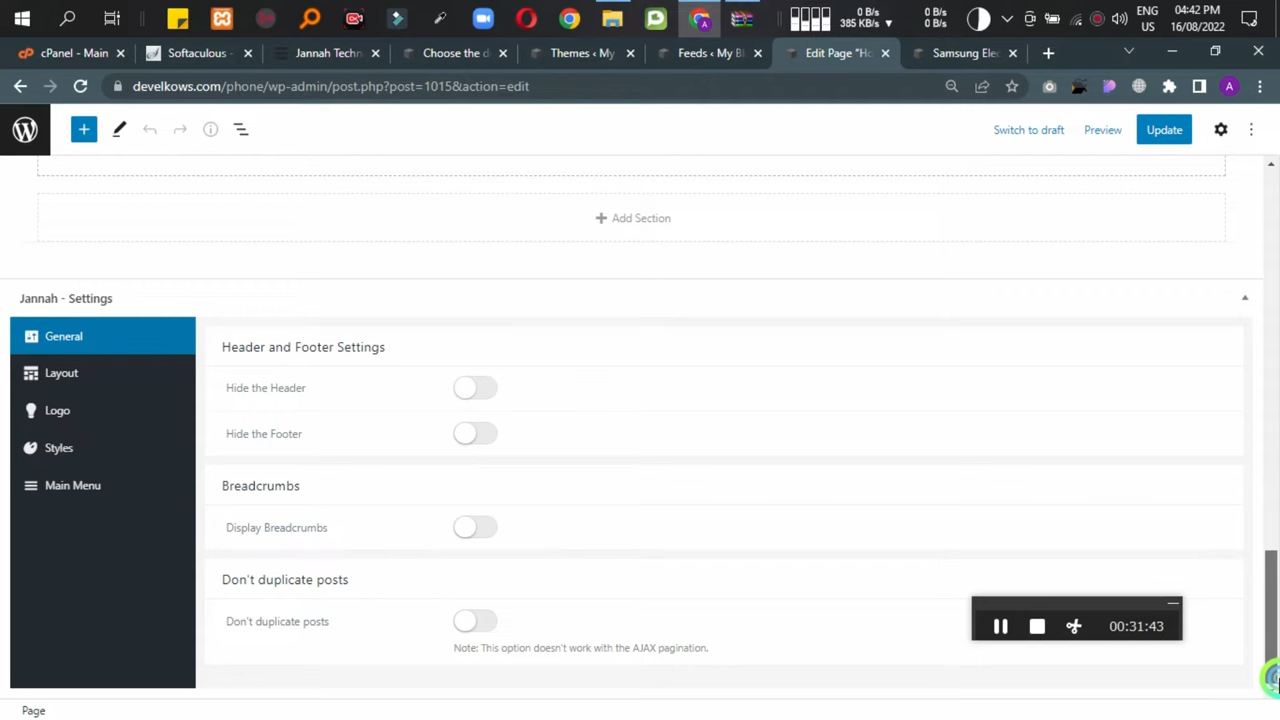 0 B/s
385 KB/s
0 B/s
0 B/s
ENG
US
04:42 PM
16/08/2022
cPanel - Main
Softaculous -
Jannah Techn
Choose the d
Themes ‹ My
Feeds ‹ My Bl
Edit Page "Ho
Samsung Elec
develkows.com/phone/wp-admin/post.php?post=1015&action=edit
A
Switch to draft
Preview
Update
Add Section
Jannah - Settings
General
Layout
Logo
Styles
Main Menu
Header and Footer Settings
Hide the Header
Hide the Footer
Breadcrumbs
Display Breadcrumbs
Don't duplicate posts
Don't duplicate posts
Note: This option doesn't work with the AJAX pagination.
00:31:43
Page